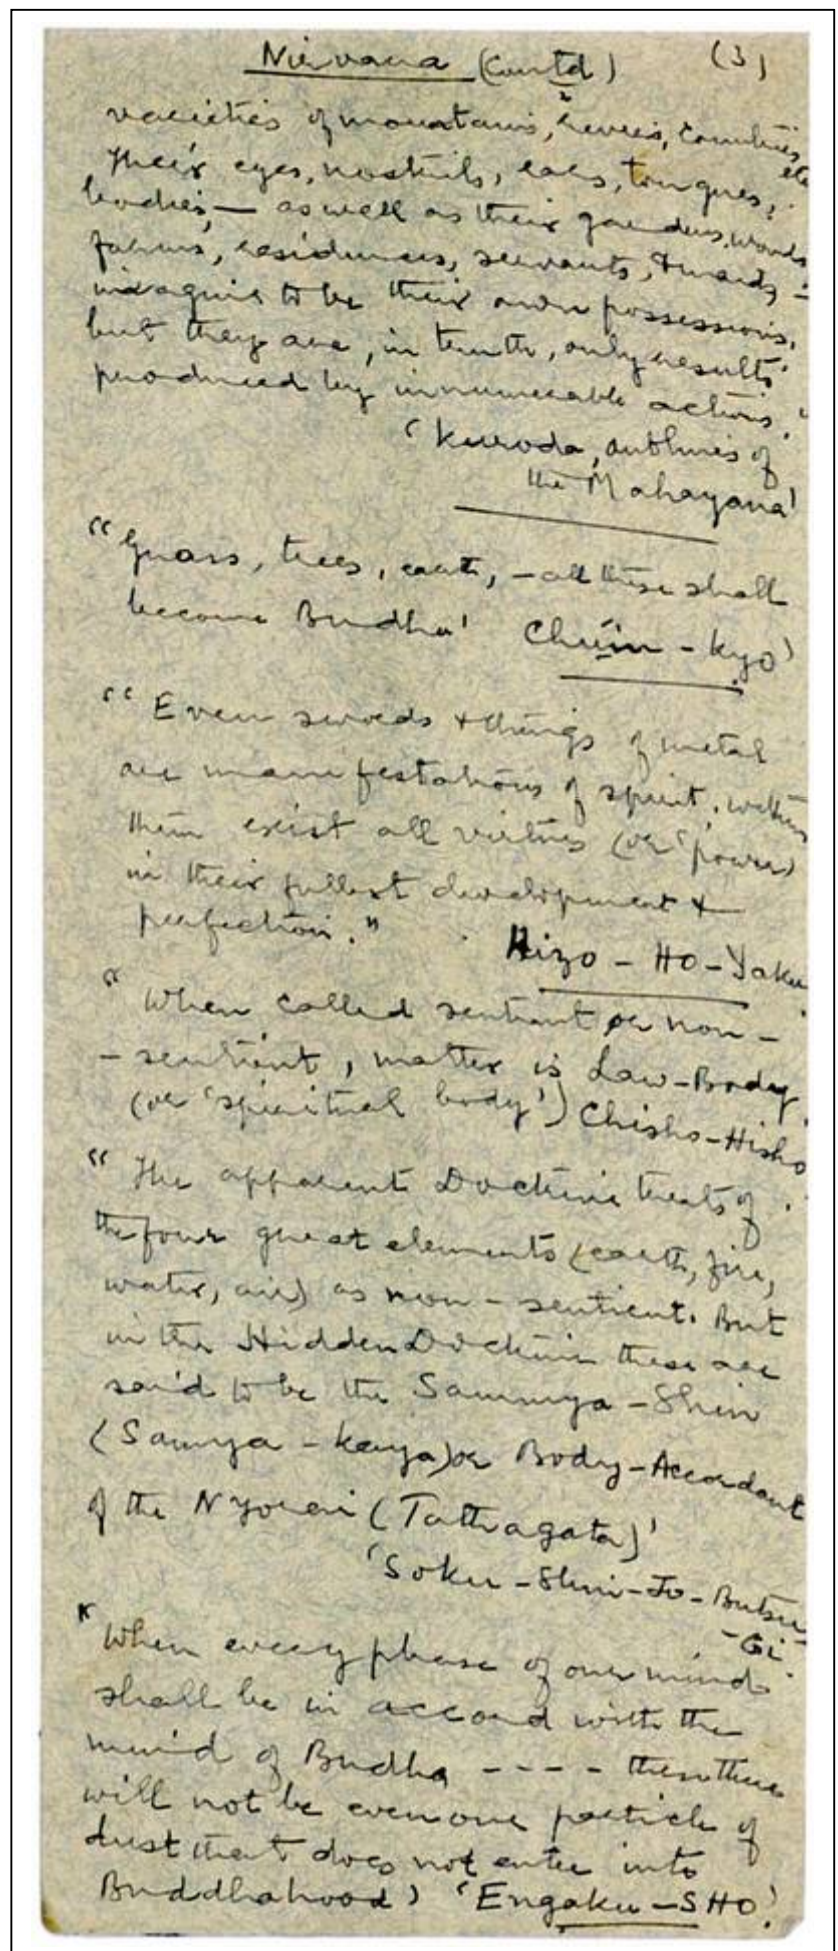 Nirvana (Contd) (3)
varieties of mountains, & rivers, countries etc
Their eyes, nostrils, ears, tongues,
bodies, — as well as their gardens, woods
farms, residences, servants, & maids —
imagine to be their own possessions,
but they are, in truth, only results
produced by innumerable actions."
'Kuroda, outlines of
the Mahayana'
"Grass, trees, earth, — all these shall
become Buddha' Chuin - Kyo'
"Even swords & things of metal
are manifestations of spirit. within
them exist all virtues (or 'power)
in their fullest development &
perfection."
Hizo - HO - Yaku.
"When called sentient or non -
- sentient, matter is Law-Body
(or 'spiritual body') Chisho-Hisho.
"The apparent Doctrine treats of
the four great elements (earth, fire,
water, air) as non - sentient. But
in the Hidden Doctrine these are
said to be the Sammya - Shin
(Samya - kaya) or Body-Accordant
of the Nyorai (Tathagata)'
'Soku - Shin - Jo - Butsu -
- Gi.
"When every phase of our mind
shall be in accord with the
mind of Budha - - - - then there
will not be even one particle of
dust that does not enter into
Buddhahood) 'Engaku - SHO'.